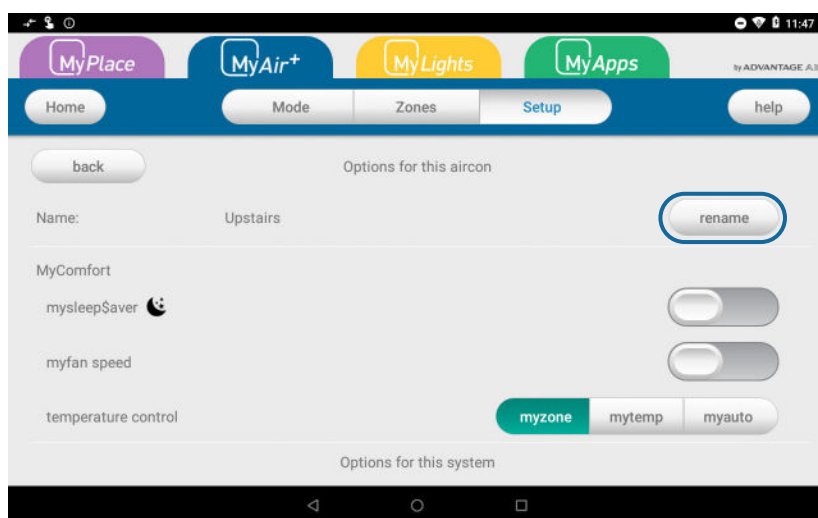 11:47
MyPlace MyAir+ MyLights MyApps by ADVANTAGE
Home Mode Zones Setup help
back Options for this aircon
Name: Upstairs rename
MyComfort
mysleep$aver
myfan speed
temperature control myzone mytemp myauto
Options for this system